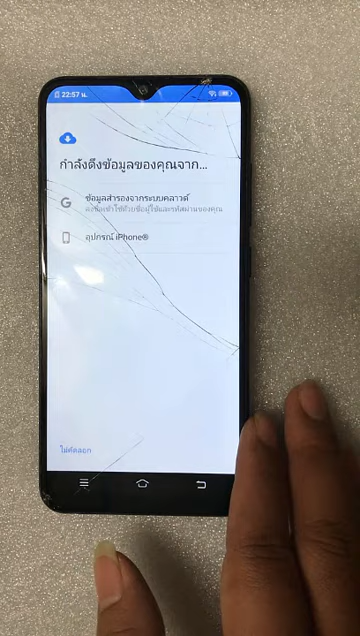 22:57 น.
กำลังดึงข้อมูลของคุณจาก...
ข้อมูลสำรองจากระบบคลาวด์
อุปกรณ์ iPhone®
ไม่คัดลอก